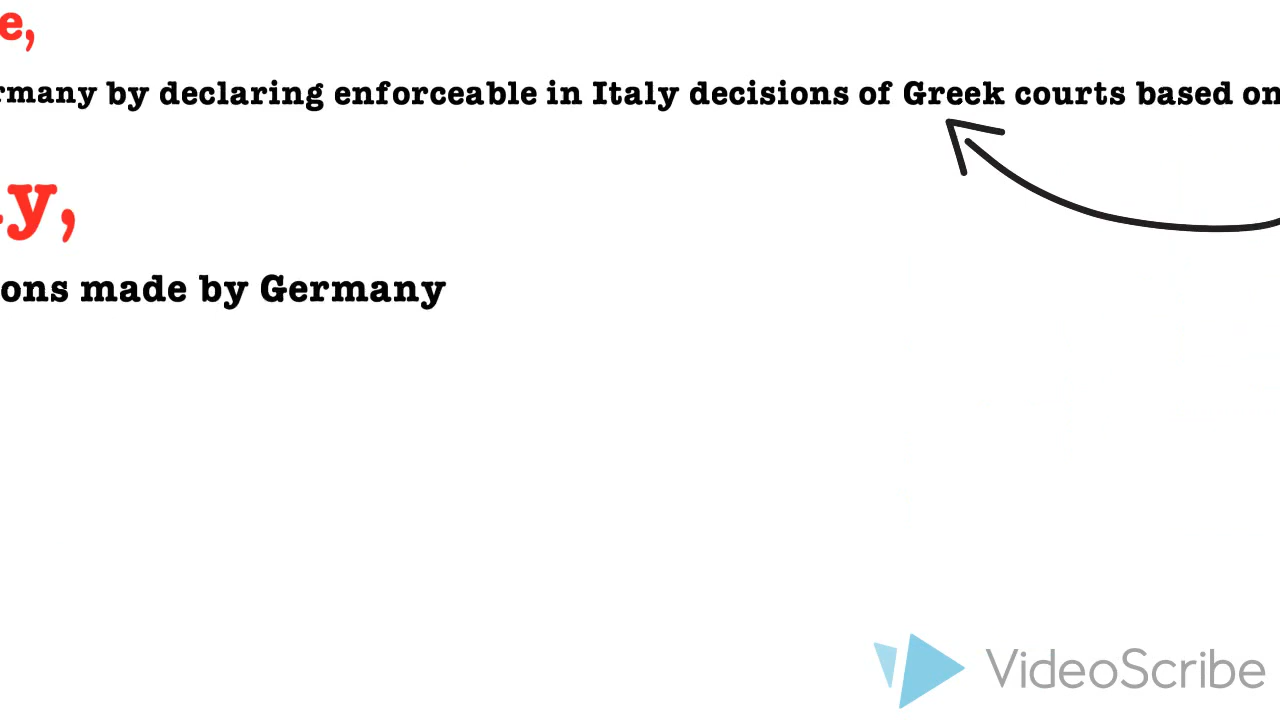 e,
rmany by declaring enforceable in Italy decisions of Greek courts based on
y,
ons made by Germany
VideoScribe